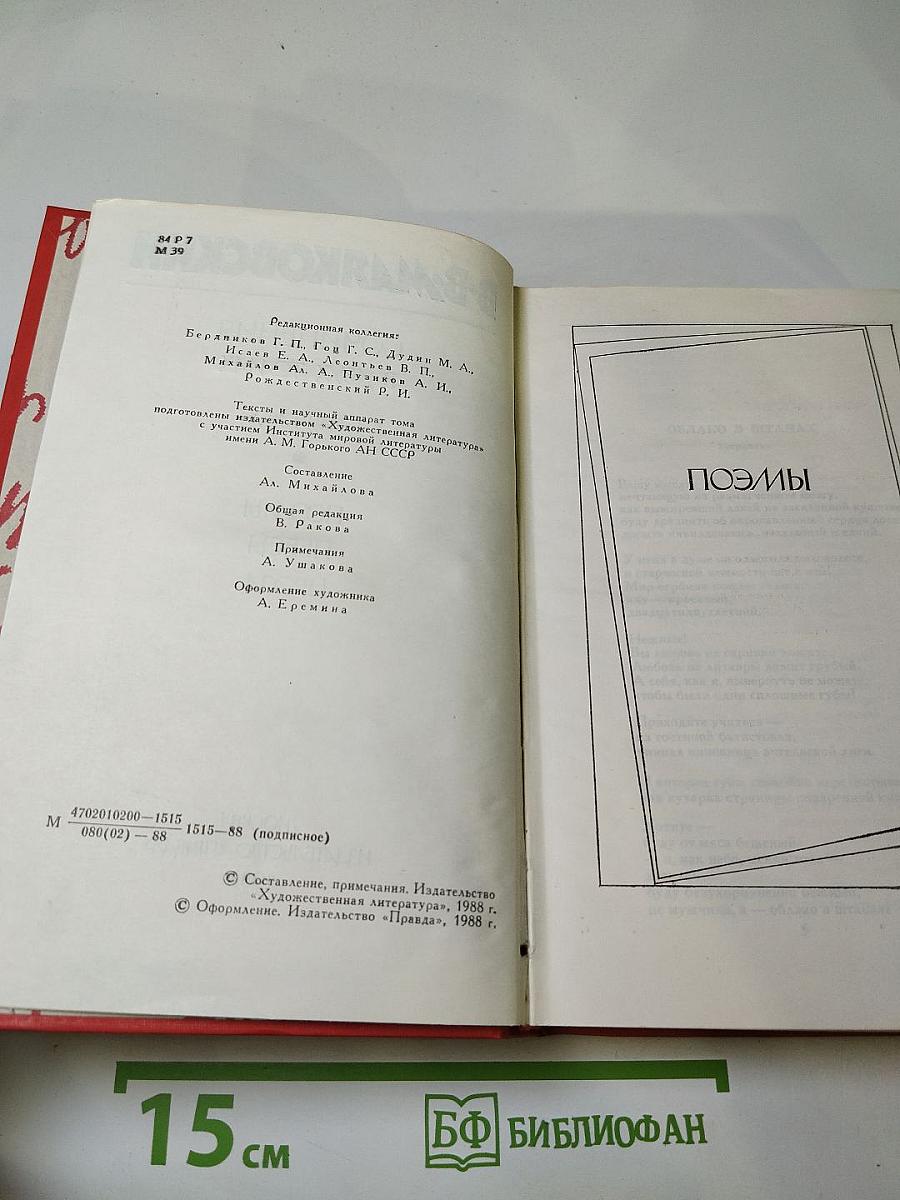 84 Р 7
М 39
Редакционная коллегия:
Бердников Г. П., Гоц Г. С., Дудин М. А.,
Исаев Е. А., Леонтьев В. П.,
Михайлов Ал. А., Пузиков А. И.,
Рождественский Р. И.
Тексты и научный аппарат тома
подготовлены издательством «Художественная литература»
с участием Института мировой литературы
имени А. М. Горького АН СССР
Составление
Ал. Михайлова
Общая редакция
В. Ракова
Примечания
А. Ушакова
Оформление художника
А. Еремина
М 4702010200—1515 1515—88 (подписное)
080(02) — 88
© Составление, примечания. Издательство
«Художественная литература», 1988 г.
© Оформление. Издательство «Правда», 1988 г.
ПОЭМЫ
ОБЛАКО В ШТАНАХ
15 см
БФ БИБЛИОФАН